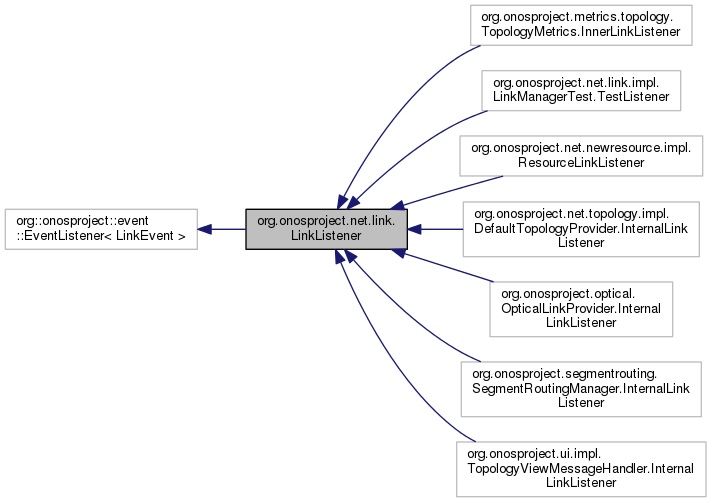 org.onosproject.metrics.topology.
TopologyMetrics.InnerLinkListener
org.onosproject.net.link.impl.
LinkManagerTest.TestListener
org.onosproject.net.newresource.impl.
ResourceLinkListener
org::onosproject::event
::EventListener< LinkEvent >
org.onosproject.net.link.
LinkListener
org.onosproject.net.topology.impl.
DefaultTopologyProvider.InternalLink
Listener
org.onosproject.optical.
OpticalLinkProvider.Internal
LinkListener
org.onosproject.segmentrouting.
SegmentRoutingManager.InternalLink
Listener
org.onosproject.ui.impl.
TopologyViewMessageHandler.Internal
LinkListener